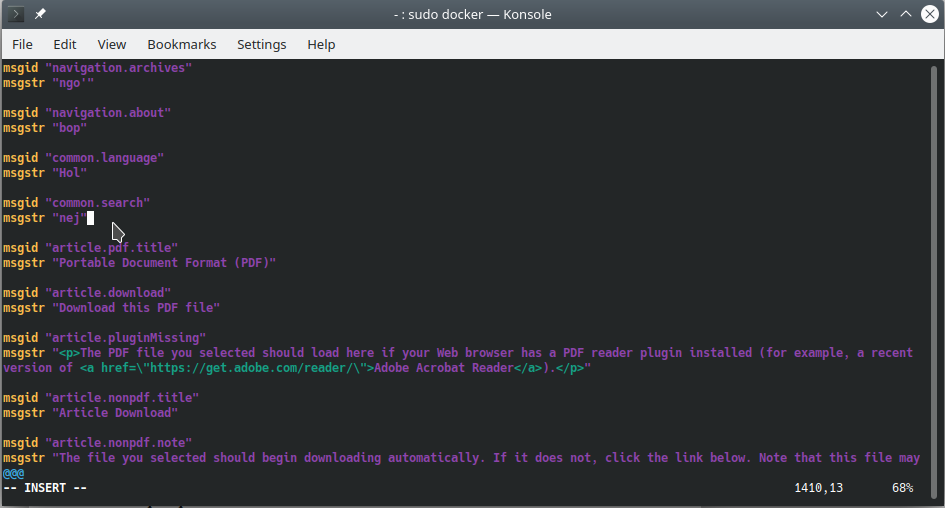 - : sudo docker — Konsole
File Edit View Bookmarks Settings Help
msgid "navigation.archives"
msgstr "ngo'"
msgid "navigation.about"
msgstr "bop"
msgid "common.language"
msgstr "Hol"
msgid "common.search"
msgstr "nej"
msgid "article.pdf.title"
msgstr "Portable Document Format (PDF)"
msgid "article.download"
msgstr "Download this PDF file"
msgid "article.pluginMissing"
msgstr "<p>The PDF file you selected should load here if your Web browser has a PDF reader plugin installed (for example, a recent
version of <a href=\"https://get.adobe.com/reader/\">Adobe Acrobat Reader</a>).</p>"
msgid "article.nonpdf.title"
msgstr "Article Download"
msgid "article.nonpdf.note"
msgstr "The file you selected should begin downloading automatically. If it does not, click the link below. Note that this file may
@@@
-- INSERT -- 1410,13 68%